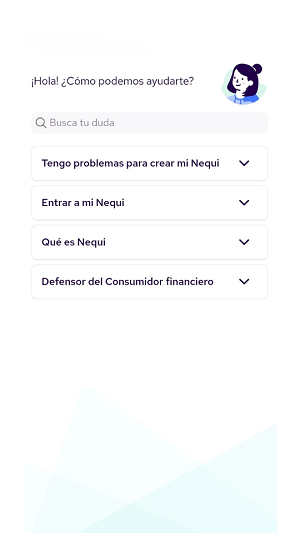 ¡Hola! ¿Cómo podemos ayudarte?
Busca tu duda
Tengo problemas para crear mi Nequi
Entrar a mi Nequi
Qué es Nequi
Defensor del Consumidor financiero